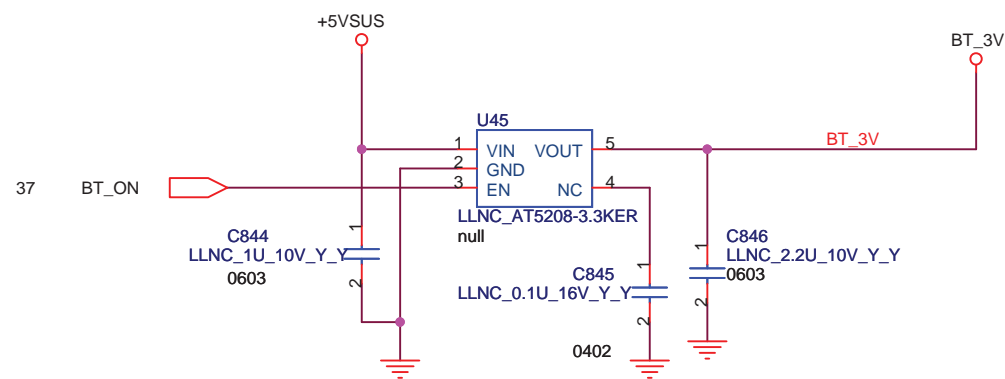 +5VSUS
BT_3V
U45
1 VIN VOUT 5
BT_3V
2 GND
37 BT_ON 3 EN NC 4
LLNC_AT5208-3.3KER
null
1
C844
LLNC_1U_10V_Y_Y
0603
2
1
C845
LLNC_0.1U_16V_Y_Y
2
0402
1
C846
LLNC_2.2U_10V_Y_Y
0603
2